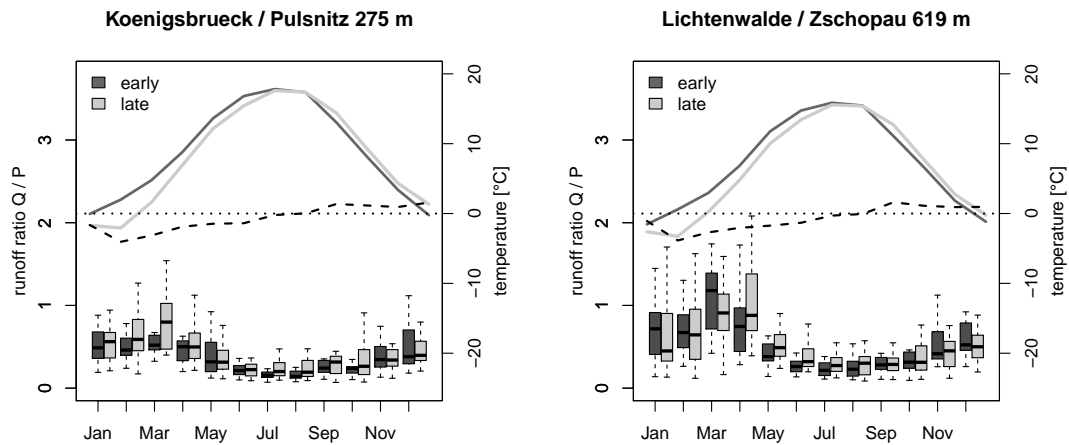 Koenigsbrueck / Pulsnitz 275 m
early
late
runoff ratio Q / P
0
1
2
3
temperature [°C]
−20
−10
0
10
20
Jan
Mar
May
Jul
Sep
Nov
Lichtenwalde / Zschopau 619 m
early
late
runoff ratio Q / P
0
1
2
3
temperature [°C]
−20
−10
0
10
20
Jan
Mar
May
Jul
Sep
Nov